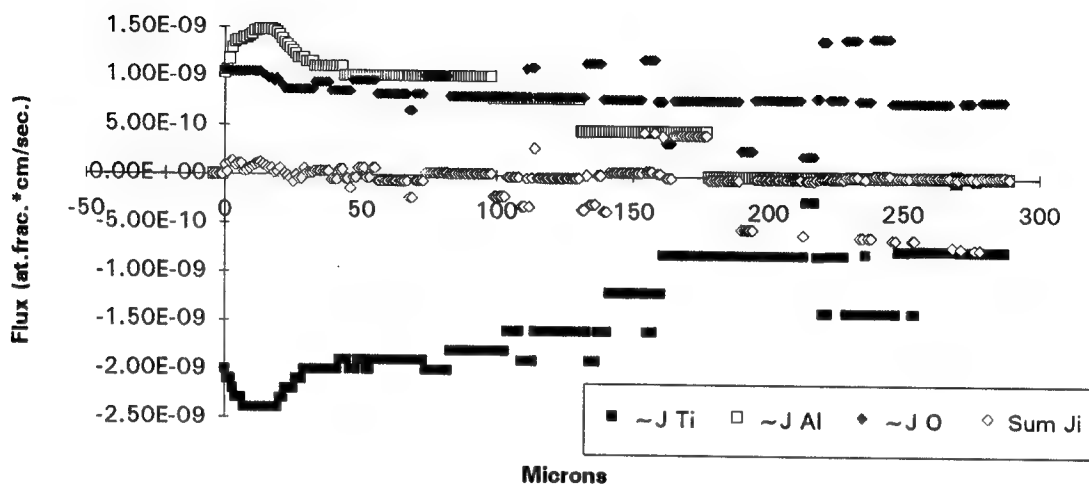 Flux (at.frac.*cm/sec.)
1.50E-09
1.00E-09
5.00E-10
0.00E+00
-5.00E-10
-1.00E-09
-1.50E-09
-2.00E-09
-2.50E-09
-50 0 50 100 150 200 250 300
~J Ti ~J Al ~J O Sum Ji
Microns